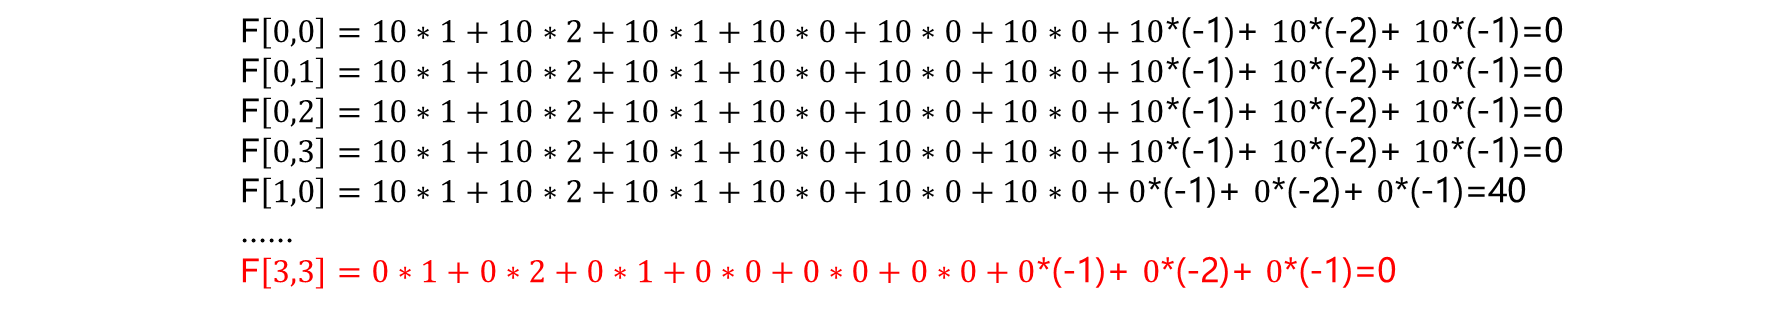 F[0,0] = 10 ∗ 1 + 10 ∗ 2 + 10 ∗ 1 + 10 ∗ 0 + 10 ∗ 0 + 10 ∗ 0 + 10*(-1)+ 10*(-2)+ 10*(-1)=0
F[0,1] = 10 ∗ 1 + 10 ∗ 2 + 10 ∗ 1 + 10 ∗ 0 + 10 ∗ 0 + 10 ∗ 0 + 10*(-1)+ 10*(-2)+ 10*(-1)=0
F[0,2] = 10 ∗ 1 + 10 ∗ 2 + 10 ∗ 1 + 10 ∗ 0 + 10 ∗ 0 + 10 ∗ 0 + 10*(-1)+ 10*(-2)+ 10*(-1)=0
F[0,3] = 10 ∗ 1 + 10 ∗ 2 + 10 ∗ 1 + 10 ∗ 0 + 10 ∗ 0 + 10 ∗ 0 + 10*(-1)+ 10*(-2)+ 10*(-1)=0
F[1,0] = 10 ∗ 1 + 10 ∗ 2 + 10 ∗ 1 + 10 ∗ 0 + 10 ∗ 0 + 10 ∗ 0 + 0*(-1)+ 0*(-2)+ 0*(-1)=40
......
F[3,3] = 0 ∗ 1 + 0 ∗ 2 + 0 ∗ 1 + 0 ∗ 0 + 0 ∗ 0 + 0 ∗ 0 + 0*(-1)+ 0*(-2)+ 0*(-1)=0